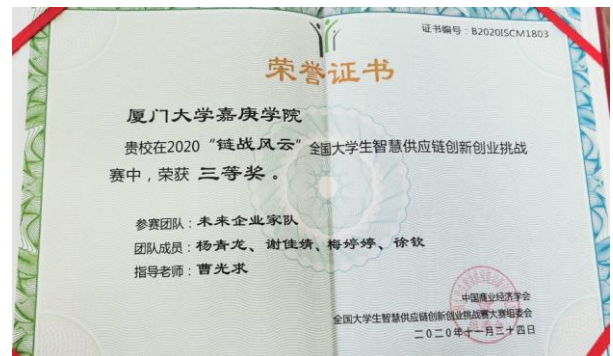 证书编号：B2020ISCM1803
荣誉证书
厦门大学嘉庚学院
贵校在2020“链战风云”全国大学生智慧供应链创新创业挑战
赛中，荣获 三等奖。
参赛团队：未来企业家队
团队成员：杨青龙、谢佳绮、梅婷婷、徐钦
指导老师：曹光求
中国商业经济学会
全国大学生智慧供应链创新创业挑战赛大赛组委会
二〇二〇年十一月二十四日